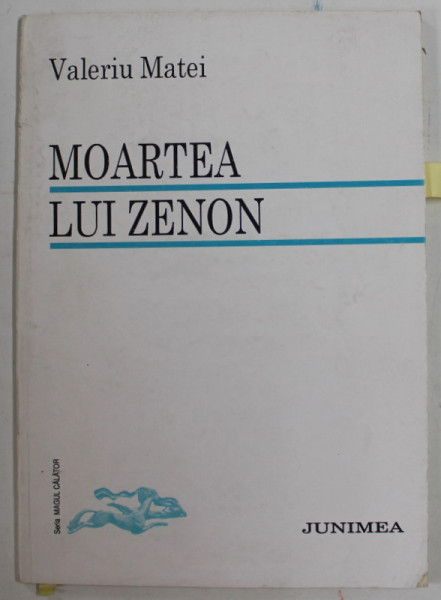 Valeriu Matei
MOARTEA
LUI ZENON
Seria MAGUL CĂLĂTOR
JUNIMEA